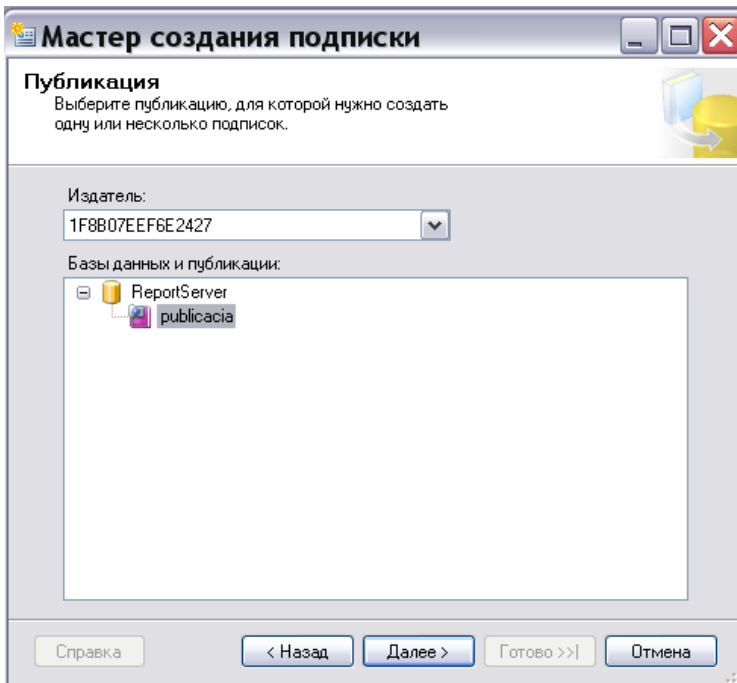 Мастер создания подписки
Публикация
Выберите публикацию, для которой нужно создать
одну или несколько подписок.
Издатель:
1F8B07EEF6E2427
Базы данных и публикации:
ReportServer
publicacia
Справка
< Назад
Далее >
Готово >>|
Отмена